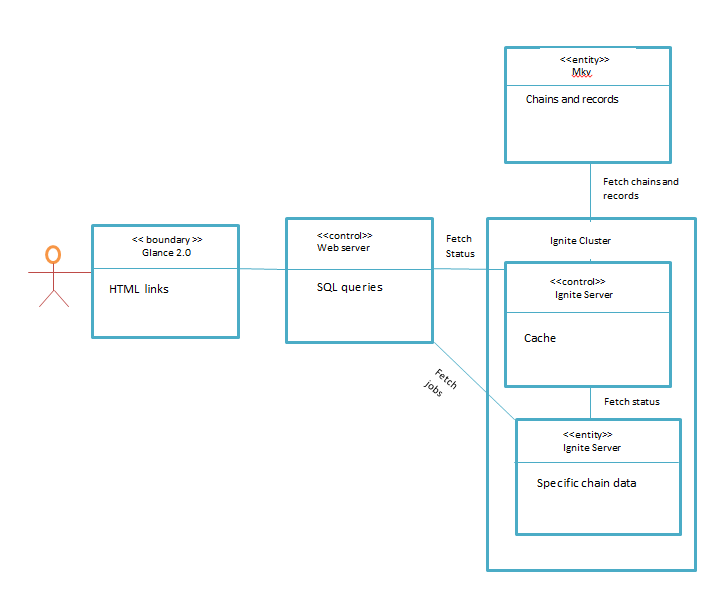 <<entity>>
Mkv
Chains and records
Fetch chains and
records
Ignite Cluster
<< boundary >>
Glance 2.0
HTML links
<<control>>
Web server
SQL queries
Fetch
Status
<<control>>
Ignite Server
Cache
Fetch
jobs
Fetch status
<<entity>>
Ignite Server
Specific chain data